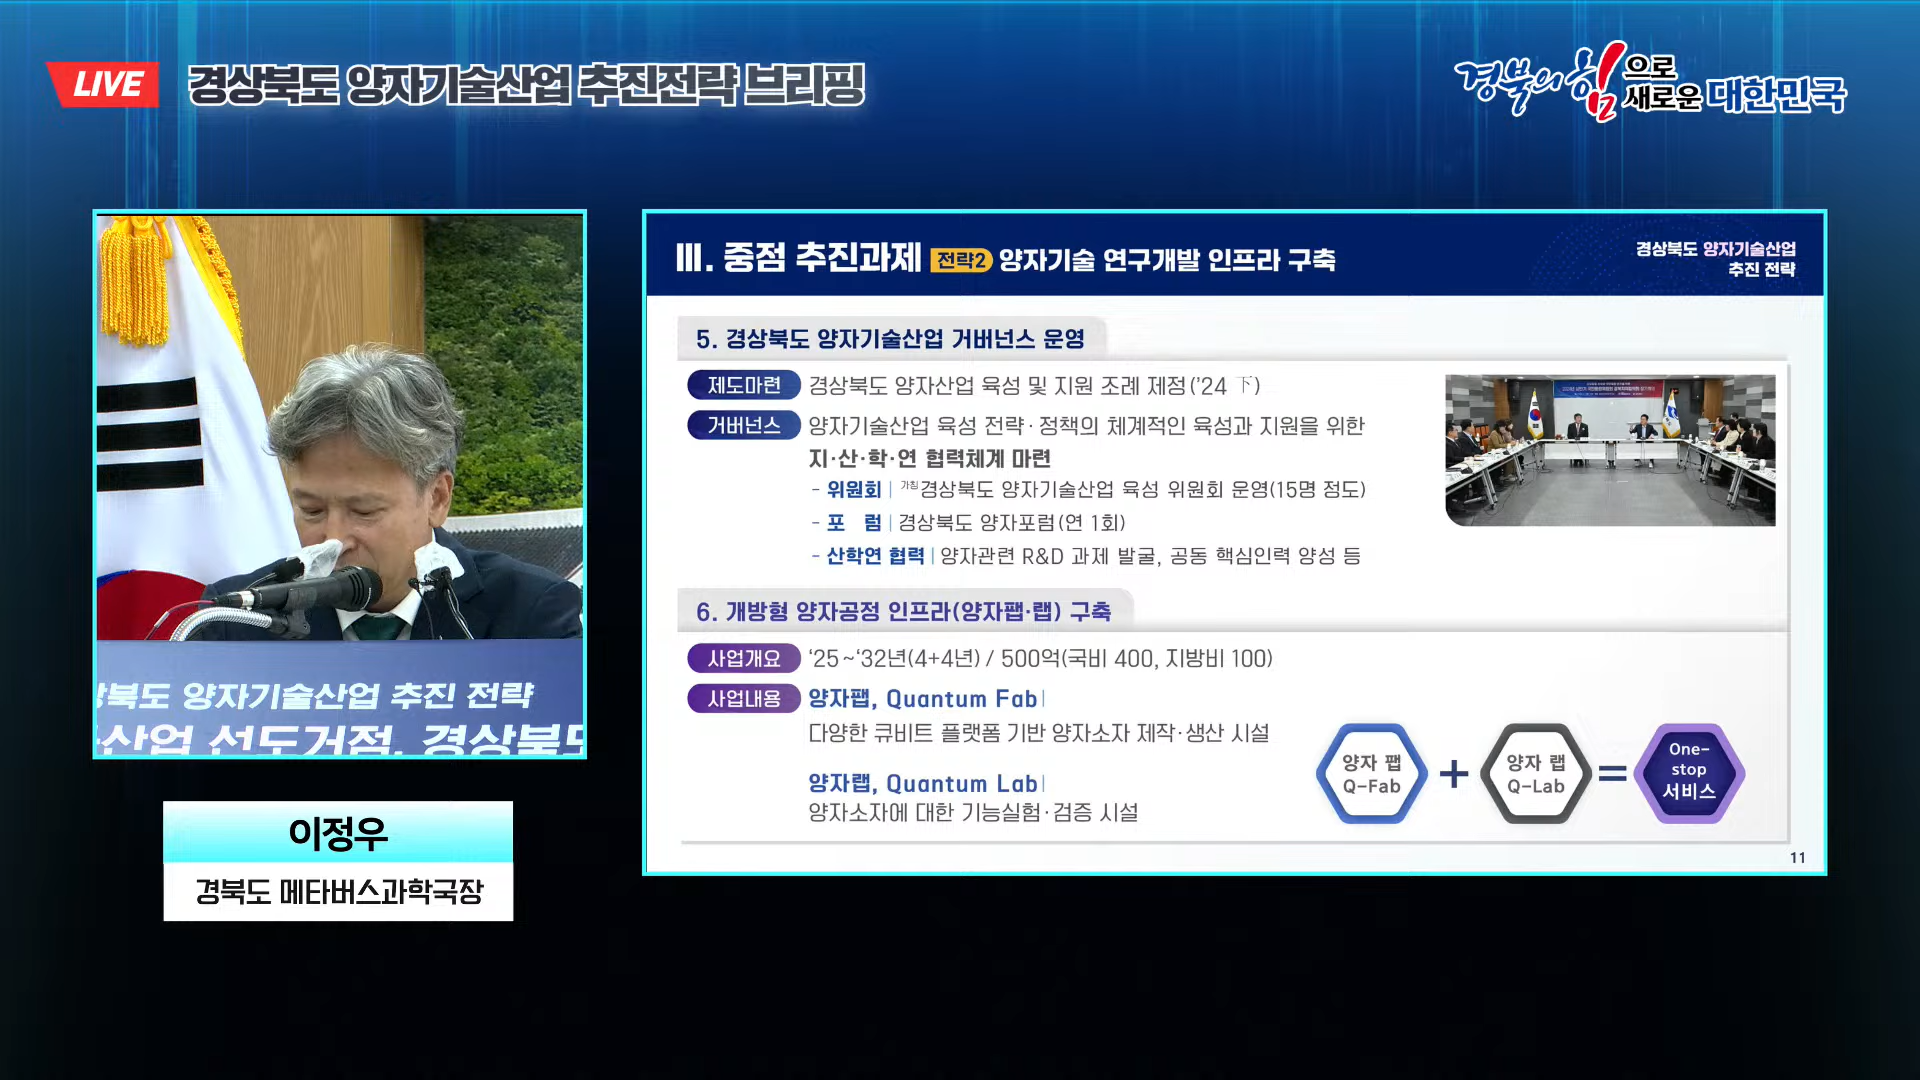 LIVE
경상북도 양자기술산업 추진전략 브리핑
경북의 힘으로
새로운 대한민국
북도 양자기술산업 추진 전략
산업 선도거점, 경상북도
이정우
경북도 메타버스과학국장
III. 중점 추진과제 전략2 양자기술 연구개발 인프라 구축
경상북도 양자기술산업
추진 전략
5. 경상북도 양자기술산업 거버넌스 운영
제도마련 경상북도 양자산업 육성 및 지원 조례 제정('24 下)
거버넌스 양자기술산업 육성 전략·정책의 체계적인 육성과 지원을 위한
지·산·학·연 협력체계 마련
- 위원회 | 가칭경상북도 양자기술산업 육성 위원회 운영(15명 정도)
- 포 럼 | 경상북도 양자포럼(연 1회)
- 산학연 협력 | 양자관련 R&D 과제 발굴, 공동 핵심인력 양성 등
6. 개방형 양자공정 인프라(양자팹·랩) 구축
사업개요 '25~'32년(4+4년) / 500억(국비 400, 지방비 100)
사업내용 양자팹, Quantum Fab|
다양한 큐비트 플랫폼 기반 양자소자 제작·생산 시설
양자랩, Quantum Lab|
양자소자에 대한 기능실험·검증 시설
양자 팹
Q-Fab
+
양자 랩
Q-Lab
=
One-
stop
서비스
11